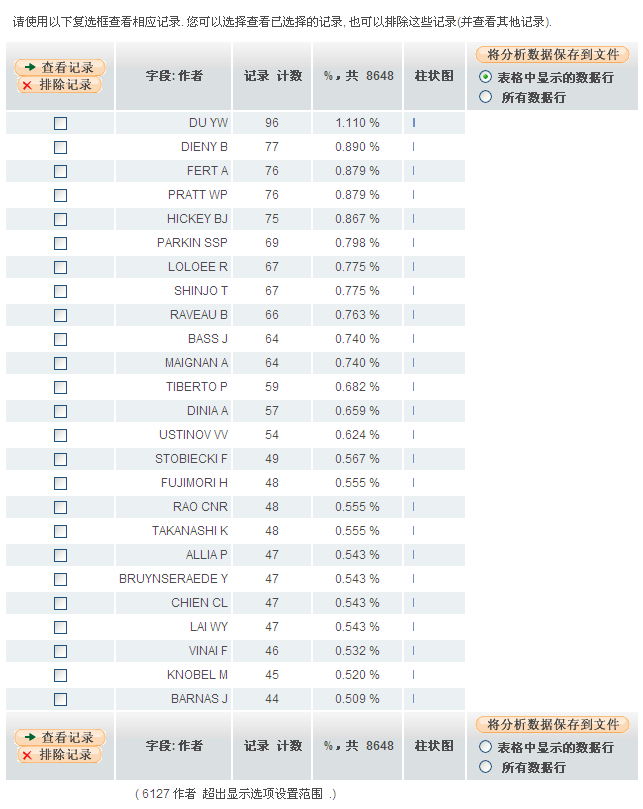 请使用以下复选框查看相应记录. 您可以选择查看已选择的记录, 也可以排除这些记录(并查看其他记录).
查看记录
排除记录
字段: 作者 记录 计数 %, 共 8648 柱状图
将分析数据保存到文件
表格中显示的数据行
所有数据行
DU YW 96 1.110 %
DIENY B 77 0.890 %
FERT A 76 0.879 %
PRATT WP 76 0.879 %
HICKEY BJ 75 0.867 %
PARKIN SSP 69 0.798 %
LOLOEE R 67 0.775 %
SHINJO T 67 0.775 %
RAVEAU B 66 0.763 %
BASS J 64 0.740 %
MAIGNAN A 64 0.740 %
TIBERTO P 59 0.682 %
DINIA A 57 0.659 %
USTINOV VV 54 0.624 %
STOBIECKI F 49 0.567 %
FUJIMORI H 48 0.555 %
RAO CNR 48 0.555 %
TAKANASHI K 48 0.555 %
ALLIA P 47 0.543 %
BRUYNSERAEDE Y 47 0.543 %
CHIEN CL 47 0.543 %
LAI WY 47 0.543 %
VINAI F 46 0.532 %
KNOBEL M 45 0.520 %
BARNAS J 44 0.509 %
查看记录
排除记录
字段: 作者 记录 计数 %, 共 8648 柱状图
将分析数据保存到文件
表格中显示的数据行
所有数据行
( 6127 作者 超出显示选项设置范围 .)